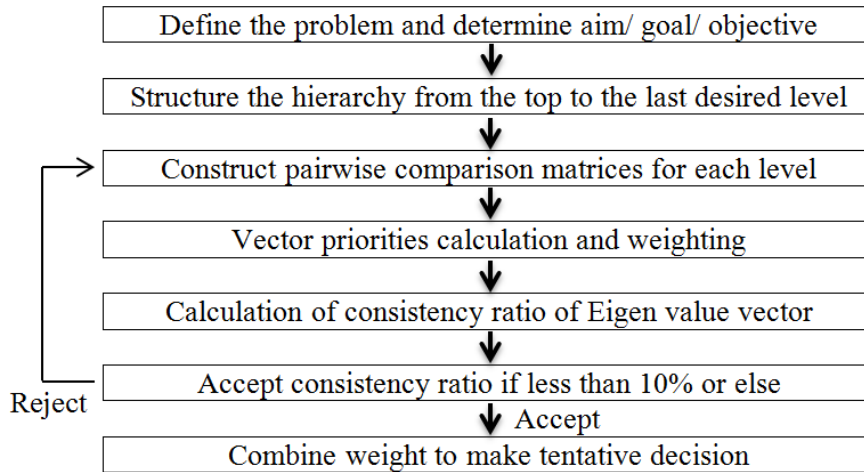 Define the problem and determine aim/ goal/ objective
Structure the hierarchy from the top to the last desired level
Construct pairwise comparison matrices for each level
Vector priorities calculation and weighting
Calculation of consistency ratio of Eigen value vector
Accept consistency ratio if less than 10% or else
Reject
Accept
Combine weight to make tentative decision